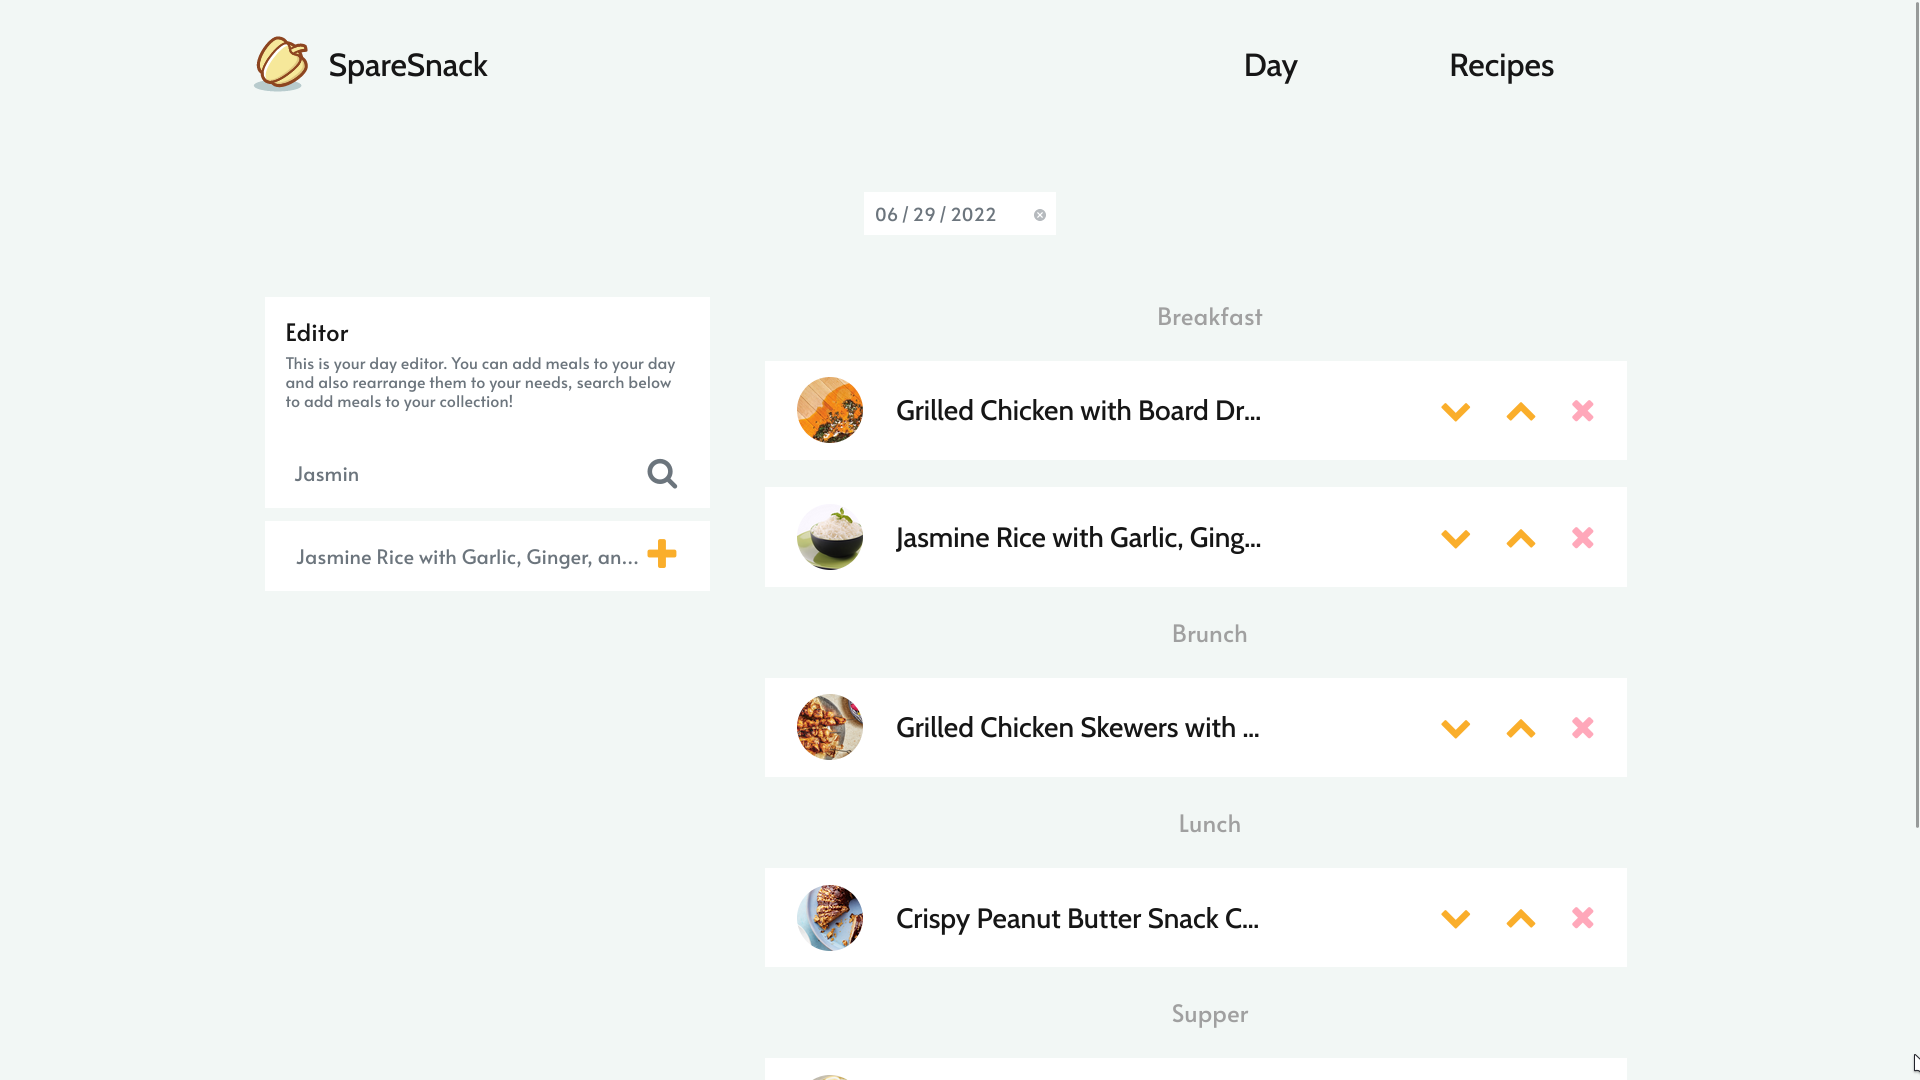 SpareSnack
Day
Recipes
06 / 29 / 2022
Editor
This is your day editor. You can add meals to your day
and also rearrange them to your needs, search below
to add meals to your collection!
Jasmin
Jasmine Rice with Garlic, Ginger, an...
Breakfast
Grilled Chicken with Board Dr...
Jasmine Rice with Garlic, Ging...
Brunch
Grilled Chicken Skewers with ...
Lunch
Crispy Peanut Butter Snack C...
Supper